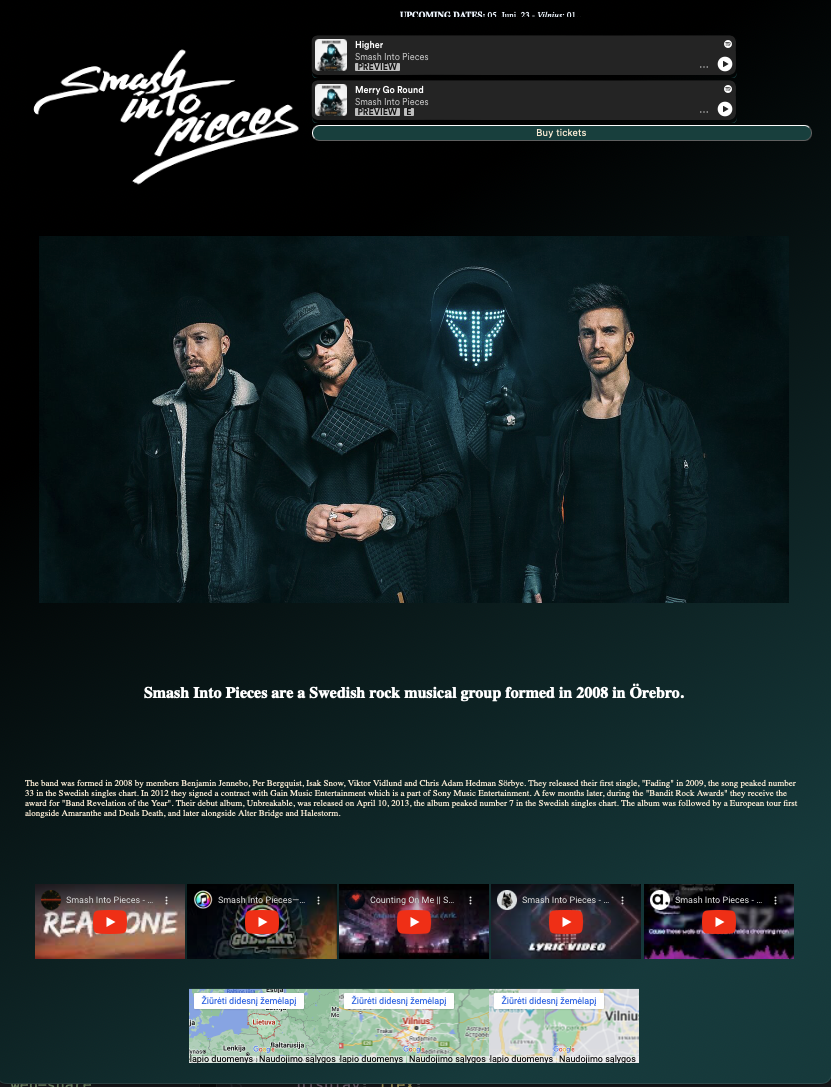 UPCOMING DATES: 05. Juni. 23 - Vilnius; 01
Smash
into
pieces
Higher
Smash Into Pieces
PREVIEW
Merry Go Round
Smash Into Pieces
PREVIEW E
Buy tickets
Smash Into Pieces are a Swedish rock musical group formed in 2008 in Örebro.
The band was formed in 2008 by members Benjamin Jennebo, Per Bergquist, Isak Snow, Viktor Vidlund and Chris Adam Hedman Sörbye. They released their first single, "Fading" in 2009, the song peaked number
33 in the Swedish singles chart. In 2012 they signed a contract with Gain Music Entertainment which is a part of Sony Music Entertainment. A few months later, during the "Bandit Rock Awards" they receive the
award for "Band Revelation of the Year". Their debut album, Unbreakable, was released on April 10, 2013, the album peaked number 7 in the Swedish singles chart. The album was followed by a European tour first
alongside Amaranthe and Deals Death, and later alongside Alter Bridge and Halestorm.
Smash Into Pieces - ...
Smash Into Pieces—...
GODSENT
Counting On Me || S...
Smash Into Pieces - ...
LYRIC VIDEO
Smash Into Pieces - ...
Žiūrėti didesnį žemėlapį
Žiūrėti didesnį žemėlapį
Žiūrėti didesnį žemėlapį
Lietuva
Lenkija
Baltarusija
Vilnius
Trakai
Vingio parkas
Vilnius
Google
lapio duomenys Naudojimo sąlygos
Google
lapio duomenys Naudojimo sąlygos
Google
lapio duomenys Naudojimo sąlygos